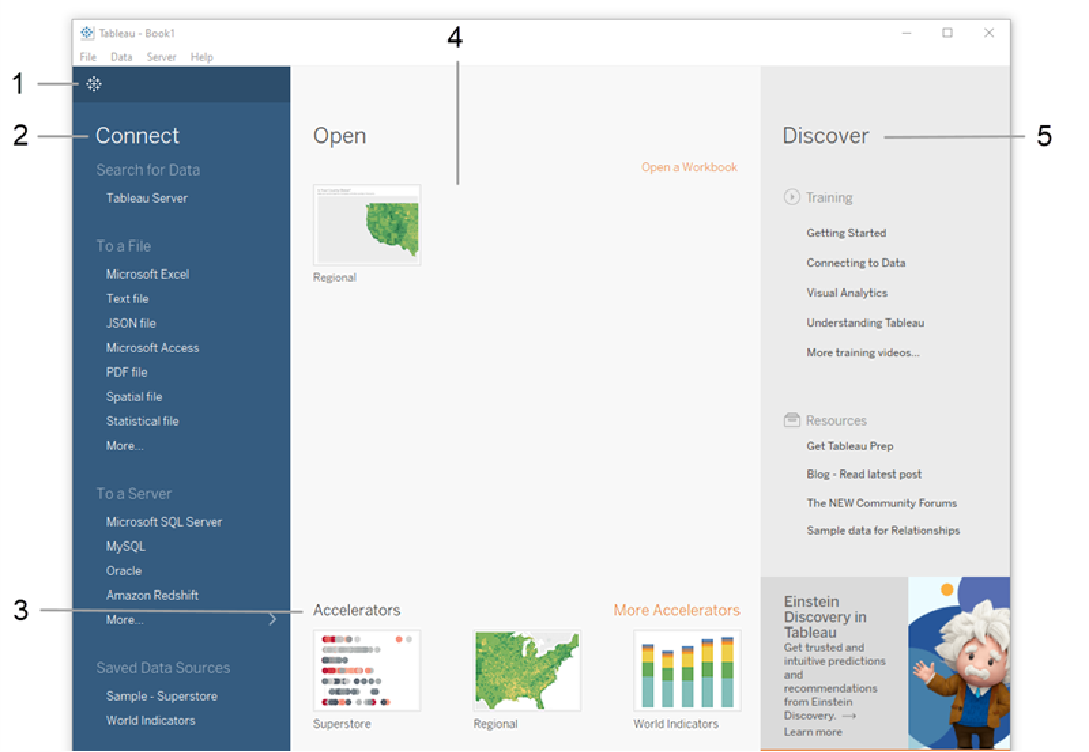 Tableau - Book1
File Data Server Help
1
2
3
4
5
Connect
Search for Data
Tableau Server
To a File
Microsoft Excel
Text file
JSON file
Microsoft Access
PDF file
Spatial file
Statistical file
More...
To a Server
Microsoft SQL Server
MySQL
Oracle
Amazon Redshift
More...
Saved Data Sources
Sample - Superstore
World Indicators
Open
Open a Workbook
Regional
Accelerators
More Accelerators
Superstore
Regional
World Indicators
Discover
Training
Getting Started
Connecting to Data
Visual Analytics
Understanding Tableau
More training videos...
Resources
Get Tableau Prep
Blog - Read latest post
The NEW Community Forums
Sample data for Relationships
Einstein
Discovery in
Tableau
Get trusted and
intuitive predictions
and
recommendations
from Einstein
Discovery. →
Learn more